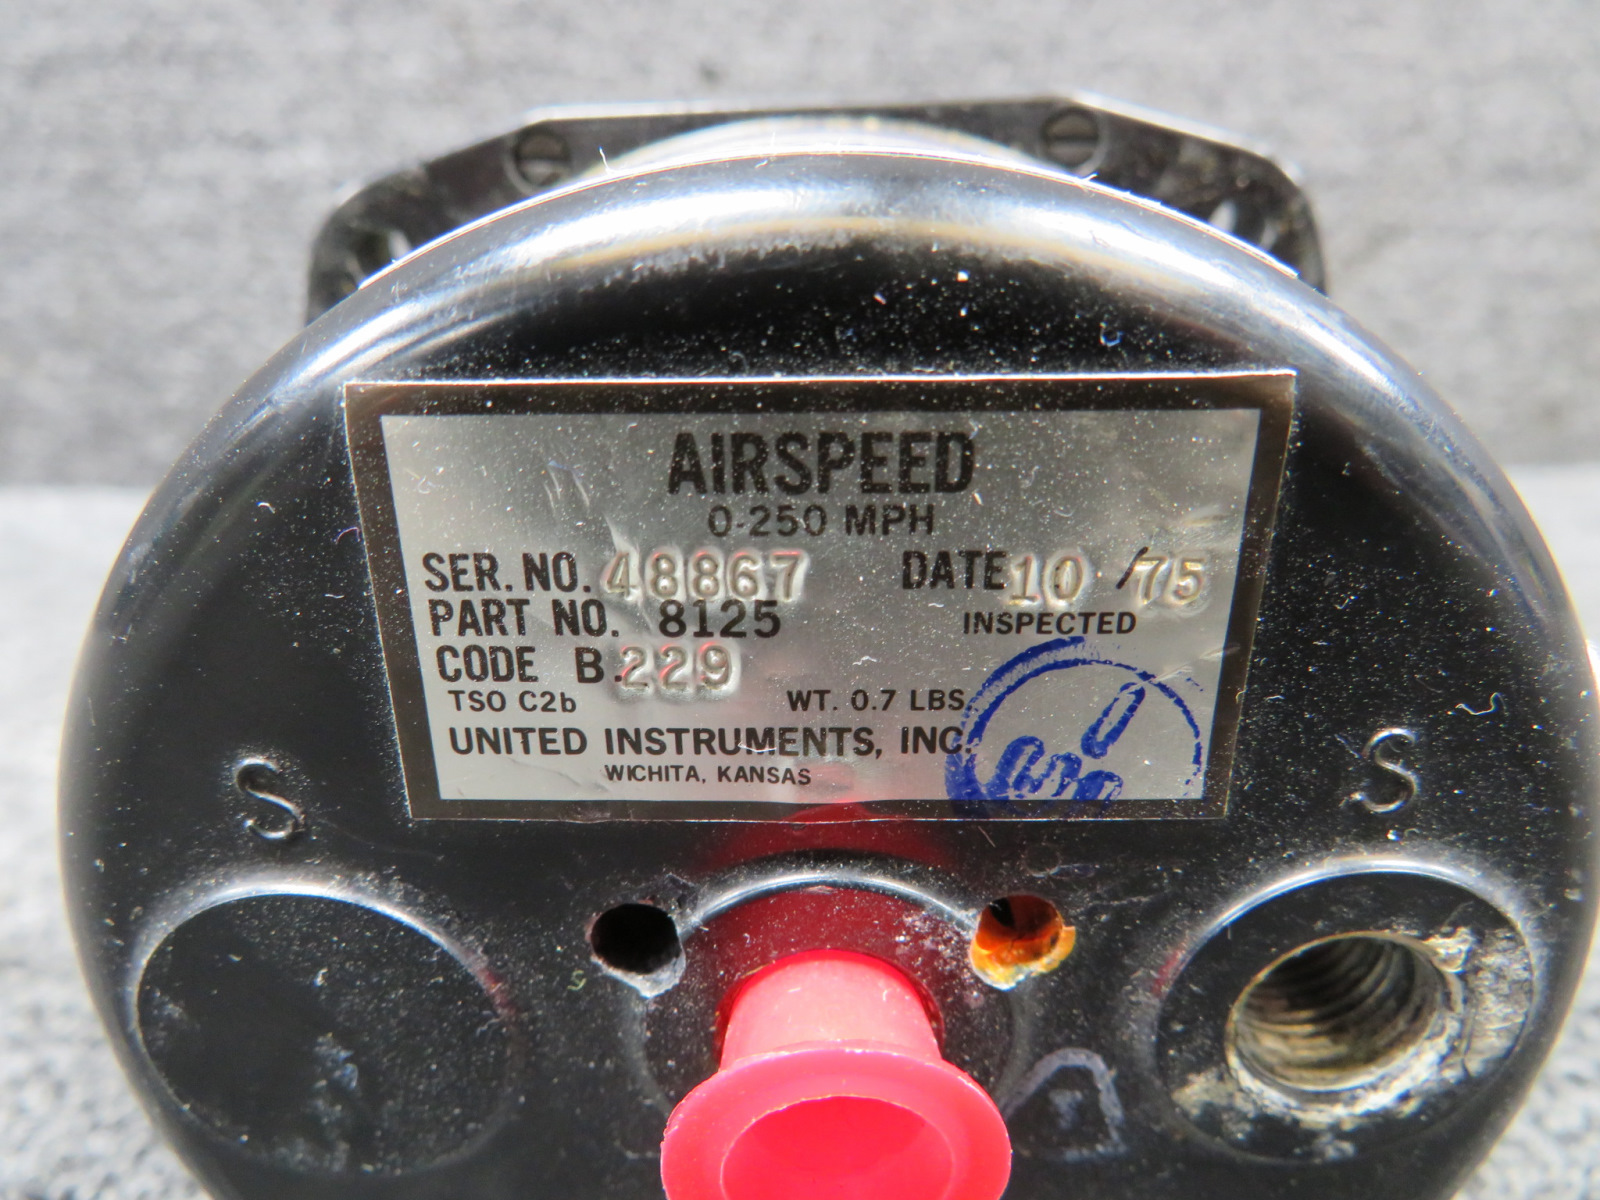 AIRSPEED
0-250 MPH
SER. NO. 48867 DATE 10 /75
PART NO. 8125 INSPECTED
CODE B.229
TSO C2b WT. 0.7 LBS.
UNITED INSTRUMENTS, INC.
WICHITA, KANSAS
S S